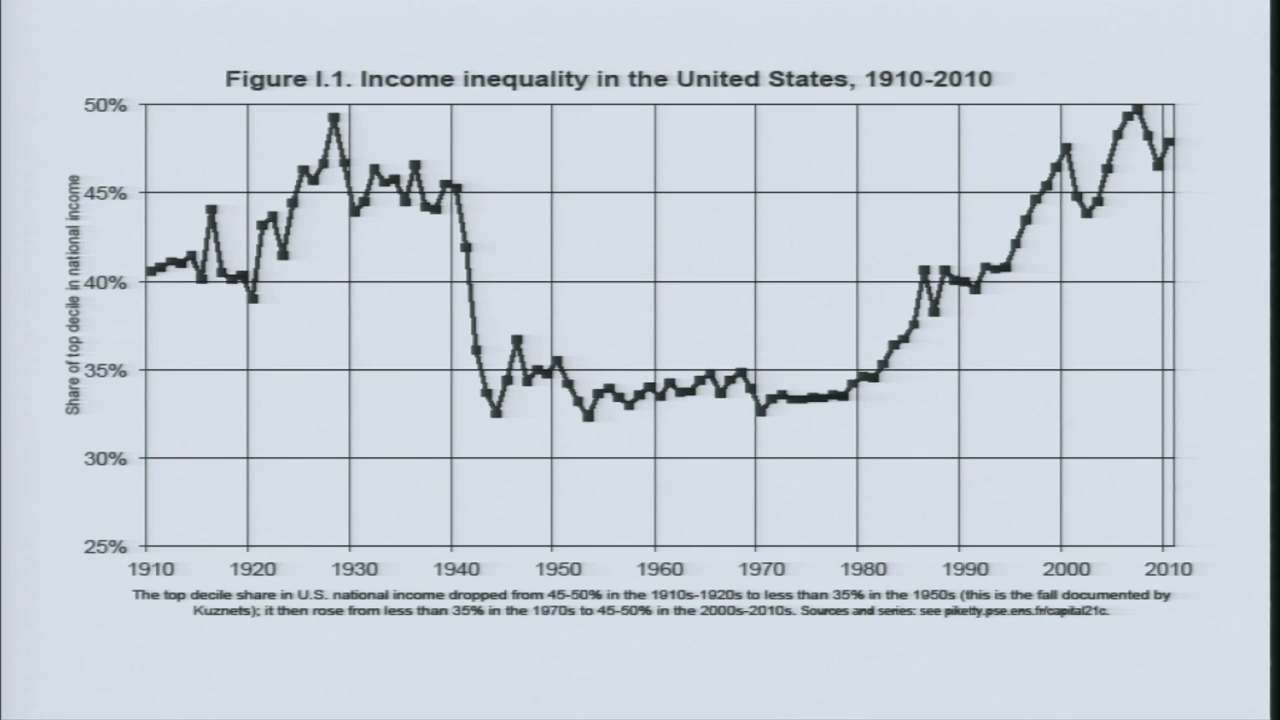 Figure I.1. Income inequality in the United States, 1910-2010
Share of top decile in national income
50%
45%
40%
35%
30%
25%
1910 1920 1930 1940 1950 1960 1970 1980 1990 2000 2010
The top decile share in U.S. national income dropped from 45-50% in the 1910s-1920s to less than 35% in the 1950s (this is the fall documented by
Kuznets); it then rose from less than 35% in the 1970s to 45-50% in the 2000s-2010s. Sources and series: see piketty.pse.ens.fr/capital21c.